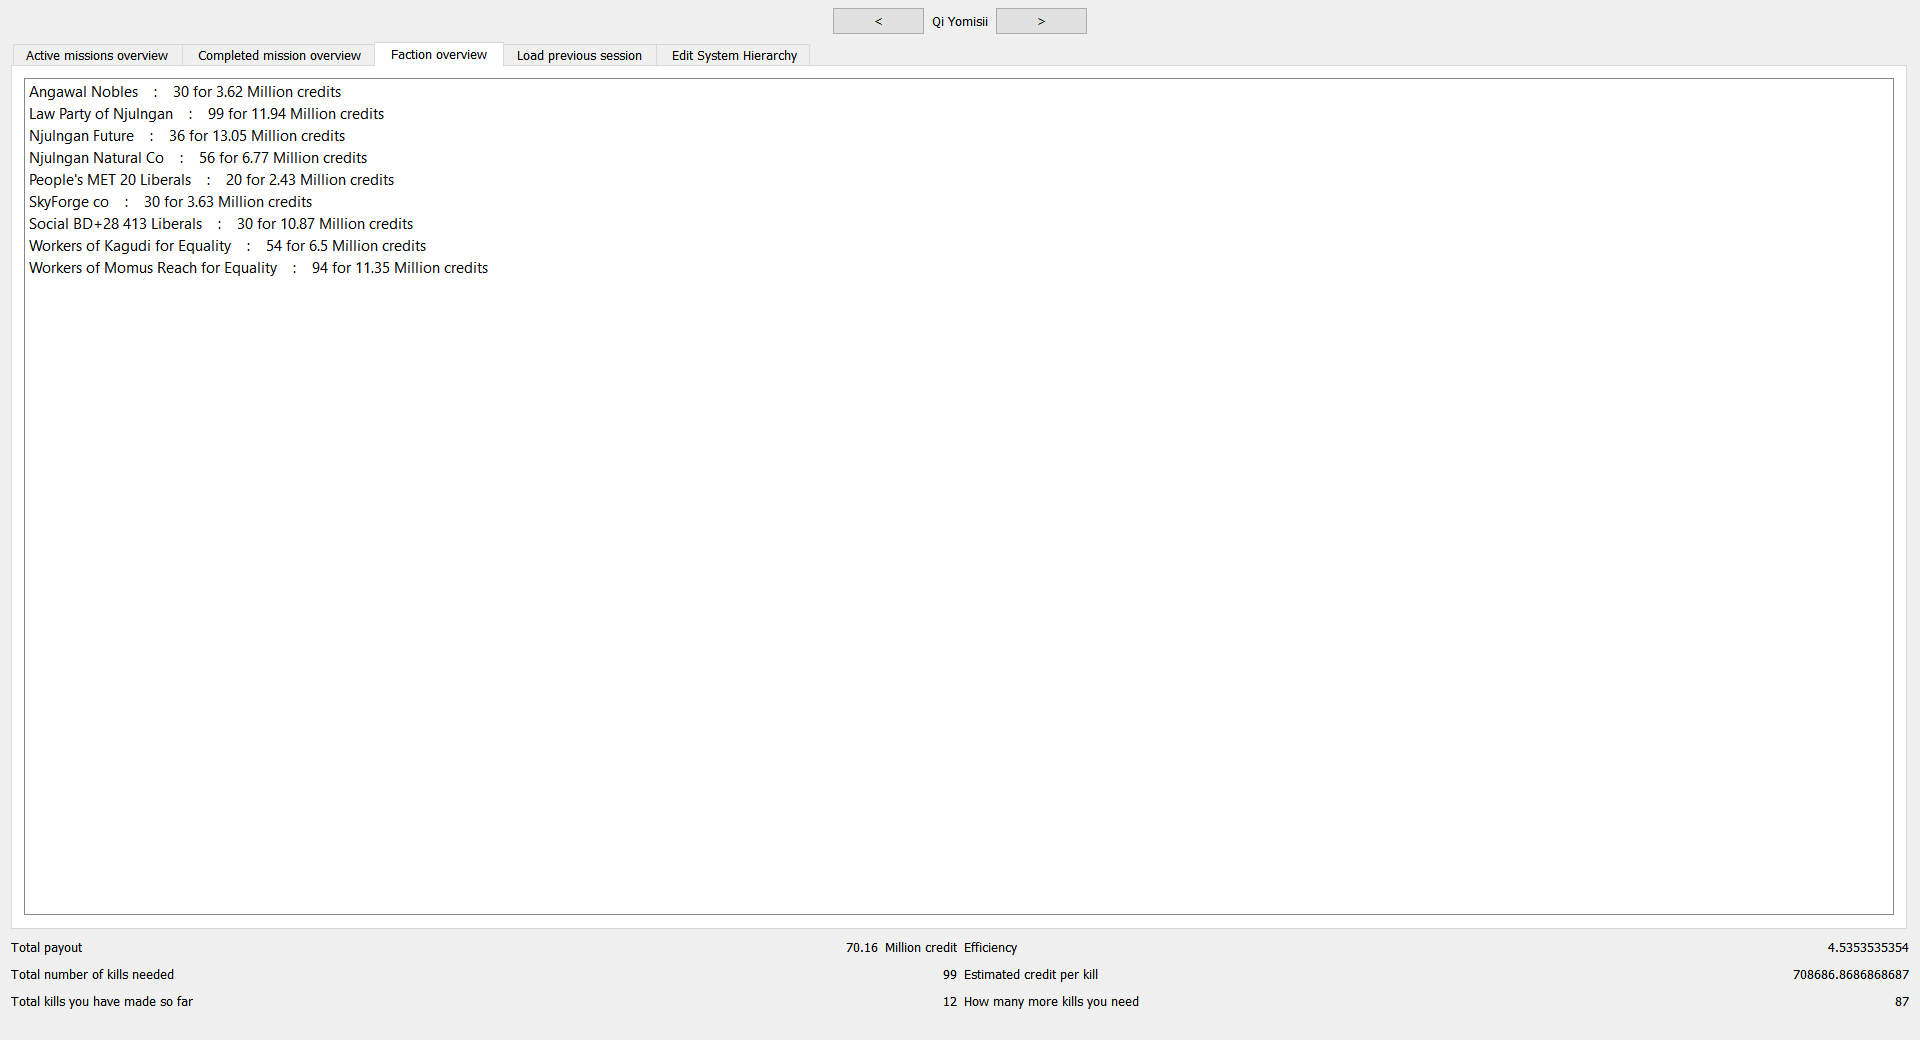 < Qi Yomisii >
Active missions overview Completed mission overview Faction overview Load previous session Edit System Hierarchy
Angawal Nobles : 30 for 3.62 Million credits
Law Party of Njulngan : 99 for 11.94 Million credits
Njulngan Future : 36 for 13.05 Million credits
Njulngan Natural Co : 56 for 6.77 Million credits
People's MET 20 Liberals : 20 for 2.43 Million credits
SkyForge co : 30 for 3.63 Million credits
Social BD+28 413 Liberals : 30 for 10.87 Million credits
Workers of Kagudi for Equality : 54 for 6.5 Million credits
Workers of Momus Reach for Equality : 94 for 11.35 Million credits
Total payout 70.16 Million credit Efficiency 4.5353535354
Total number of kills needed 99 Estimated credit per kill 708686.8686868687
Total kills you have made so far 12 How many more kills you need 87